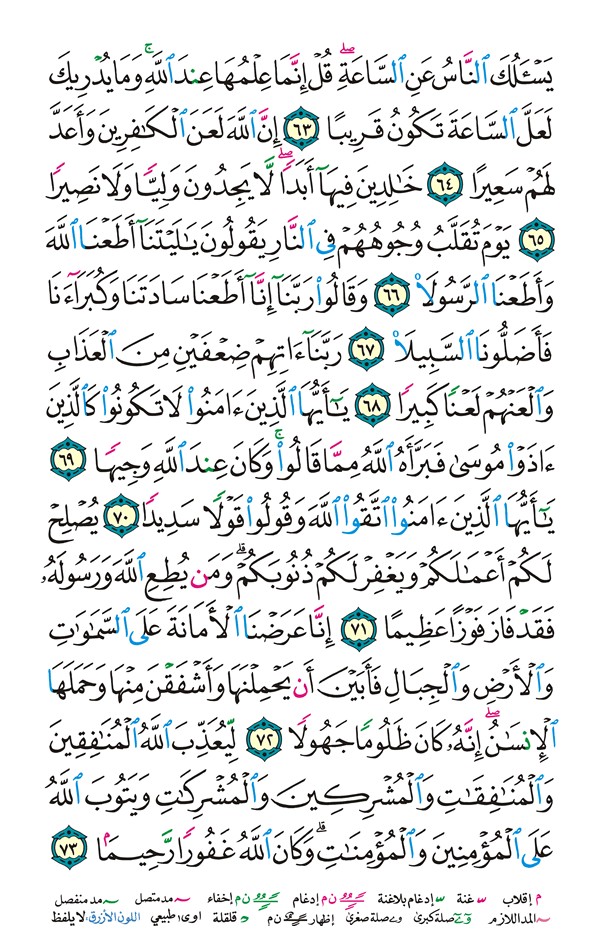 يَسْـَٔلُكَ ٱلنَّاسُ عَنِ ٱلسَّاعَةِۖ قُلْ إِنَّمَا عِلْمُهَا عِندَ ٱللَّهِۚ وَمَا يُدْرِيكَ
لَعَلَّ ٱلسَّاعَةَ تَكُونُ قَرِيبًا ٦٣ إِنَّ ٱللَّهَ لَعَنَ ٱلْكَـٰفِرِينَ وَأَعَدَّ
لَهُمْ سَعِيرًا ٦٤ خَـٰلِدِينَ فِيهَآ أَبَدًاۖ لَّا يَجِدُونَ وَلِيًّا وَلَا نَصِيرًا
٦٥ يَوْمَ تُقَلَّبُ وُجُوهُهُمْ فِى ٱلنَّارِ يَقُولُونَ يَـٰلَيْتَنَآ أَطَعْنَا ٱللَّهَ
وَأَطَعْنَا ٱلرَّسُولَا۠ ٦٦ وَقَالُوا۟ رَبَّنَآ إِنَّآ أَطَعْنَا سَادَتَنَا وَكُبَرَآءَنَا
فَأَضَلُّونَا ٱلسَّبِيلَا۠ ٦٧ رَبَّنَآ ءَاتِهِمْ ضِعْفَيْنِ مِنَ ٱلْعَذَابِ
وَٱلْعَنْهُمْ لَعْنًا كَبِيرًا ٦٨ يَـٰٓأَيُّهَا ٱلَّذِينَ ءَامَنُوا۟ لَا تَكُونُوا۟ كَٱلَّذِينَ
ءَاذَوْا۟ مُوسَىٰ فَبَرَّأَهُ ٱللَّهُ مِمَّا قَالُوا۟ۚ وَكَانَ عِندَ ٱللَّهِ وَجِيهًا ٦٩
يَـٰٓأَيُّهَا ٱلَّذِينَ ءَامَنُوا۟ ٱتَّقُوا۟ ٱللَّهَ وَقُولُوا۟ قَوْلًا سَدِيدًا ٧٠ يُصْلِحْ
لَكُمْ أَعْمَـٰلَكُمْ وَيَغْفِرْ لَكُمْ ذُنُوبَكُمْۗ وَمَن يُطِعِ ٱللَّهَ وَرَسُولَهُۥ
فَقَدْ فَازَ فَوْزًا عَظِيمًا ٧١ إِنَّا عَرَضْنَا ٱلْأَمَانَةَ عَلَى ٱلسَّمَـٰوَٰتِ
وَٱلْأَرْضِ وَٱلْجِبَالِ فَأَبَيْنَ أَن يَحْمِلْنَهَا وَأَشْفَقْنَ مِنْهَا وَحَمَلَهَا
ٱلْإِنسَـٰنُۖ إِنَّهُۥ كَانَ ظَلُومًا جَهُولًا ٧٢ لِّيُعَذِّبَ ٱللَّهُ ٱلْمُنَـٰفِقِينَ
وَٱلْمُنَـٰفِقَـٰتِ وَٱلْمُشْرِكِينَ وَٱلْمُشْرِكَـٰتِ وَيَتُوبَ ٱللَّهُ
عَلَى ٱلْمُؤْمِنِينَ وَٱلْمُؤْمِنَـٰتِۗ وَكَانَ ٱللَّهُ غَفُورًا رَّحِيمًا ٧٣
م إقلاب غنة إدغام بلاغنة ن م إدغام ن م إخفاء مد متصل مد منفصل
المد اللازم صلة كبرى صلة صغرى إظهار ن م قلقلة اوى: طبيعي اللون الأزرق: لا يلفظ